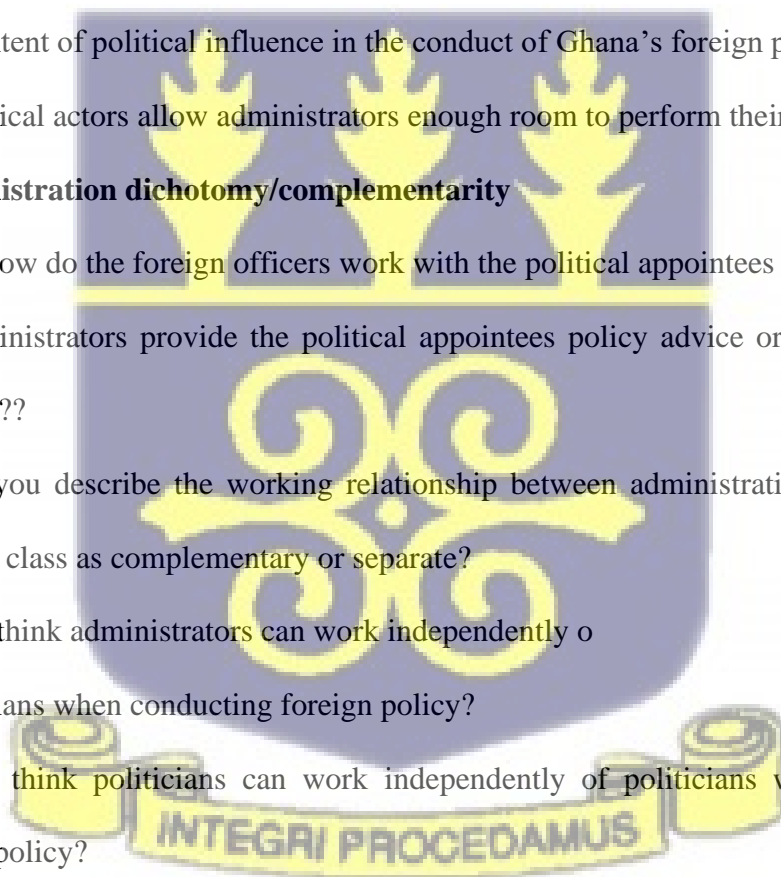 tent of political influence in the conduct of Ghana’s foreign p
ical actors allow administrators enough room to perform their
nistration dichotomy/complementarity
ow do the foreign officers work with the political appointees
ninistrators provide the political appointees policy advice or
??
you describe the working relationship between administrati
class as complementary or separate?
think administrators can work independently o
ans when conducting foreign policy?
think politicians can work independently of politicians w
policy?
INTEGRI PROCEDAMUS